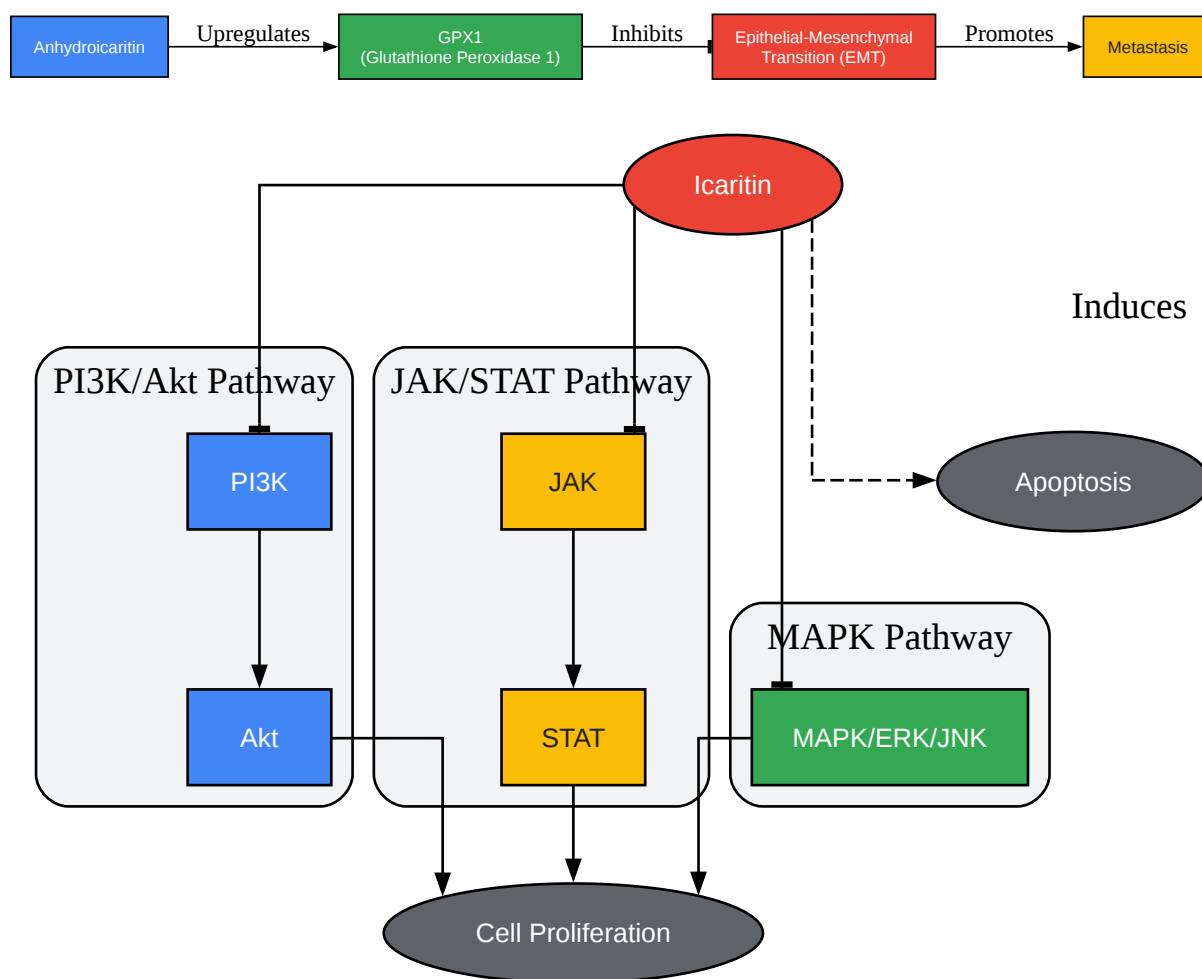 Anhydroicaritin
Upregulates
GPX1
(Glutathione Peroxidase 1)
Inhibits
Epithelial-Mesenchymal
Transition (EMT)
Promotes
Metastasis
Icaritin
Induces
PI3K/Akt Pathway
JAK/STAT Pathway
PI3K
JAK
Apoptosis
MAPK Pathway
Akt
STAT
MAPK/ERK/JNK
Cell Proliferation